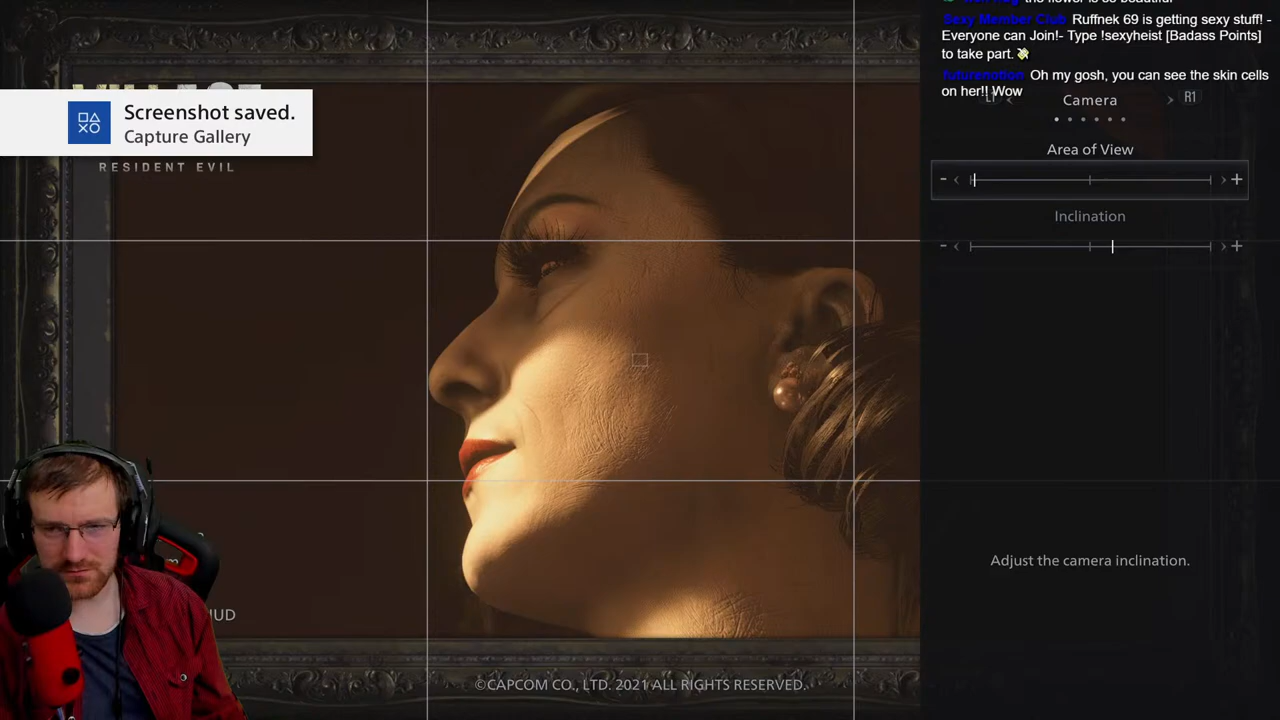 Sexy Member Club Ruffnek 69 is getting sexy stuff! -
Everyone can Join!- Type !sexyheist [Badass Points]
to take part.
futurenotion Oh my gosh, you can see the skin cells
on her!! Wow
Screenshot saved.
Capture Gallery
RESIDENT EVIL
Camera
R1
Area of View
Inclination
Adjust the camera inclination.
©CAPCOM CO., LTD. 2021 ALL RIGHTS RESERVED.